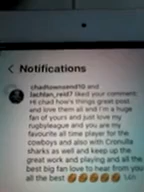 Notifications
chadtownsend10 and
lachlan_reid7 liked your comment:
Hi chad how's things great post
and love them all and I'm a huge
fan of yours and just love my
rugbyleague and you are my
favourite all time player for the
cowboys and also with Cronulla
sharks as well and keep up the
great work and playing and all the
best big fan love to hear from you
all the best 14h